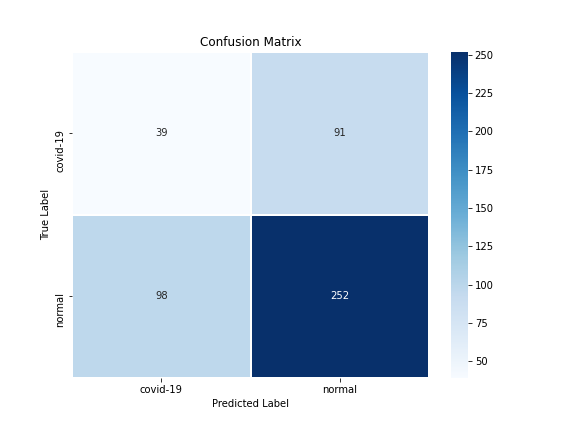 Confusion Matrix
250
225
200
175
150
125
100
75
50
True Label
covid-19
39
91
normal
98
252
covid-19
normal
Predicted Label